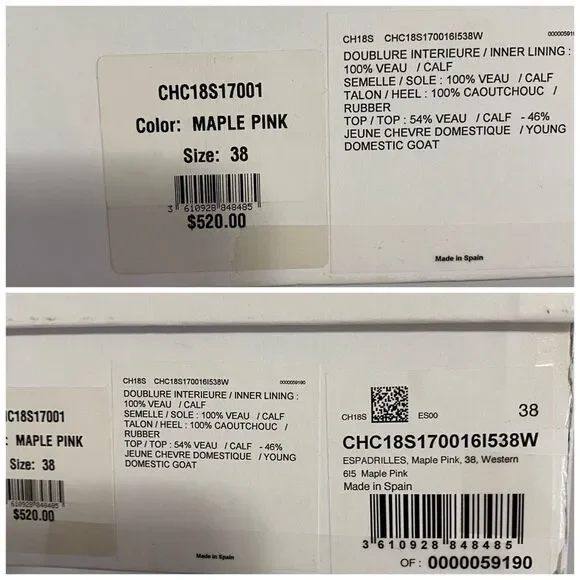 CHC18S17001
Color: MAPLE PINK
Size: 38
3 610928 848485
$520.00
CH18S CHC18S170016I538W
DOUBLURE INTERIEURE / INNER LINING :
100% VEAU / CALF
SEMELLE / SOLE : 100% VEAU / CALF
TALON / HEEL : 100% CAOUTCHOUC /
RUBBER
TOP / TOP : 54% VEAU / CALF - 46%
JEUNE CHEVRE DOMESTIQUE / YOUNG
DOMESTIC GOAT
Made in Spain
C18S17001
: MAPLE PINK
Size: 38
610928 848485
$520.00
CH18S CHC18S170016I538W 0000059190
DOUBLURE INTERIEURE / INNER LINING :
100% VEAU / CALF
SEMELLE / SOLE : 100% VEAU / CALF
TALON / HEEL : 100% CAOUTCHOUC /
RUBBER
TOP / TOP : 54% VEAU / CALF - 46%
JEUNE CHEVRE DOMESTIQUE / YOUNG
DOMESTIC GOAT
Made in Spain
CH18S ES00 38
CHC18S170016I538W
ESPADRILLES, Maple Pink, 38, Western
6I5 Maple Pink
Made in Spain
3 610928 848485
OF : 0000059190